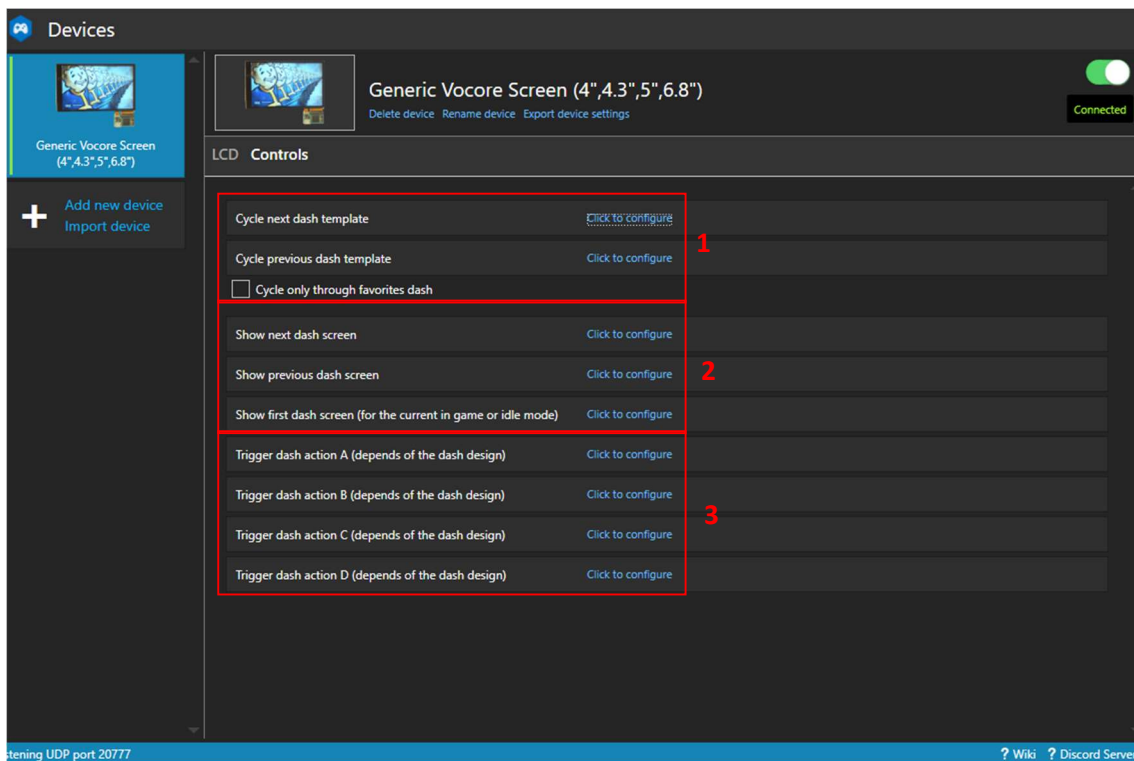 Devices
Generic Vocore Screen
(4",4.3",5",6.8")
Add new device
Import device
Generic Vocore Screen (4",4.3",5",6.8")
Delete device Rename device Export device settings
Connected
LCD Controls
Cycle next dash template Click to configure
1
Cycle previous dash template Click to configure
Cycle only through favorites dash
Show next dash screen Click to configure
Show previous dash screen Click to configure
2
Show first dash screen (for the current in game or idle mode) Click to configure
Trigger dash action A (depends of the dash design) Click to configure
Trigger dash action B (depends of the dash design) Click to configure
3
Trigger dash action C (depends of the dash design) Click to configure
Trigger dash action D (depends of the dash design) Click to configure
stening UDP port 20777 ? Wiki ? Discord Server